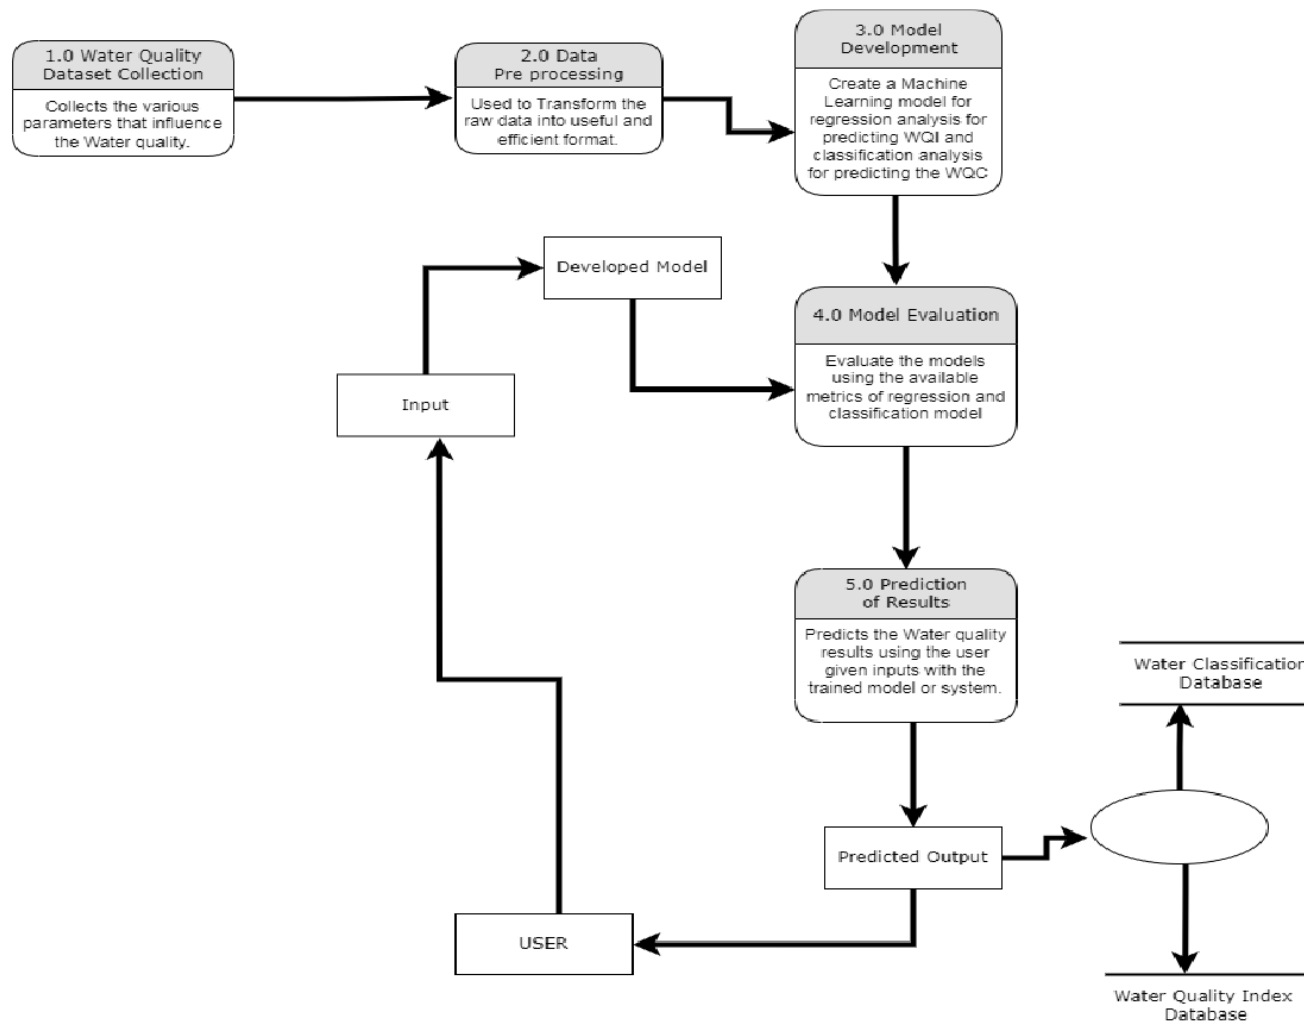 1.0 Water Quality
Dataset Collection
Collects the various
parameters that influence
the Water quality.
2.0 Data
Pre processing
Used to Transform the
raw data into useful and
efficient format.
3.0 Model
Development
Create a Machine
Learning model for
regression analysis for
predicting WQI and
classification analysis
for predicting the WQC
Developed Model
Input
4.0 Model Evaluation
Evaluate the models
using the available
metrics of regression and
classification model
5.0 Prediction
of Results
Predicts the Water quality
results using the user
given inputs with the
trained model or system.
Water Classification
Database
Predicted Output
USER
Water Quality Index
Database